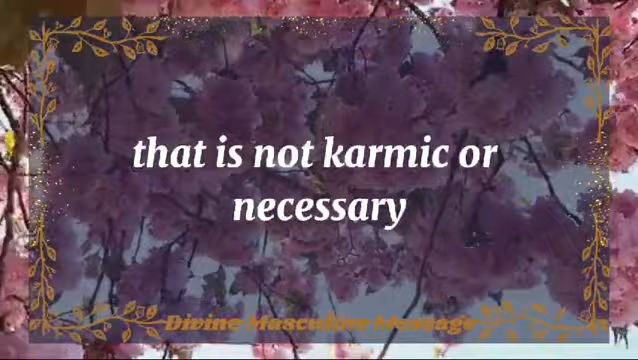 that is not karmic or
necessary
Divine Masculine Message